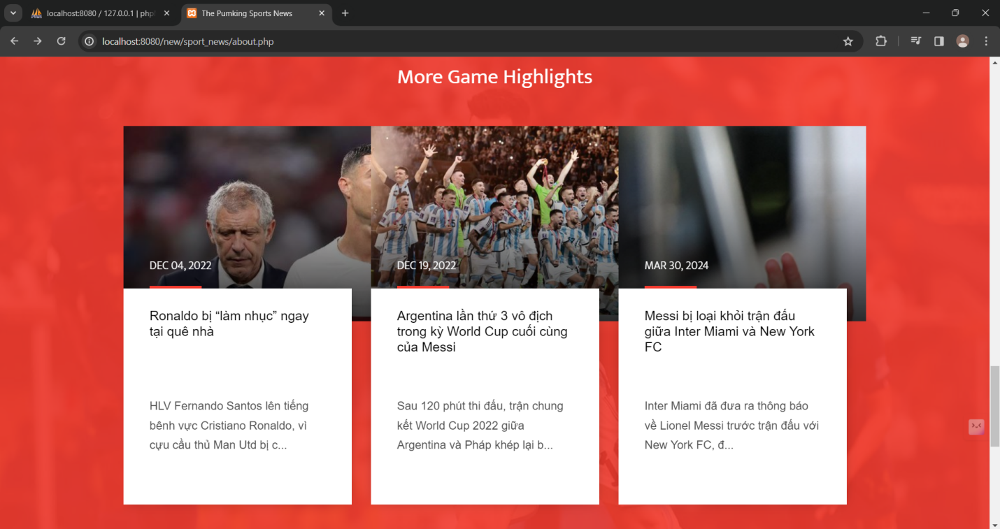 localhost:8080 / 127.0.0.1 | php
The Pumking Sports News
localhost:8080/new/sport_news/about.php
More Game Highlights
DEC 04, 2022
Ronaldo bị “làm nhục” ngay
tại quê nhà
HLV Fernando Santos lên tiếng
bênh vực Cristiano Ronaldo, vì
cựu cầu thủ Man Utd bị c...
DEC 19, 2022
Argentina lần thứ 3 vô địch
trong kỳ World Cup cuối cùng
của Messi
Sau 120 phút thi đấu, trận chung
kết World Cup 2022 giữa
Argentina và Pháp khép lại b...
MAR 30, 2024
Messi bị loại khỏi trận đấu
giữa Inter Miami và New York
FC
Inter Miami đã đưa ra thông báo
về Lionel Messi trước trận đấu với
New York FC, đ...